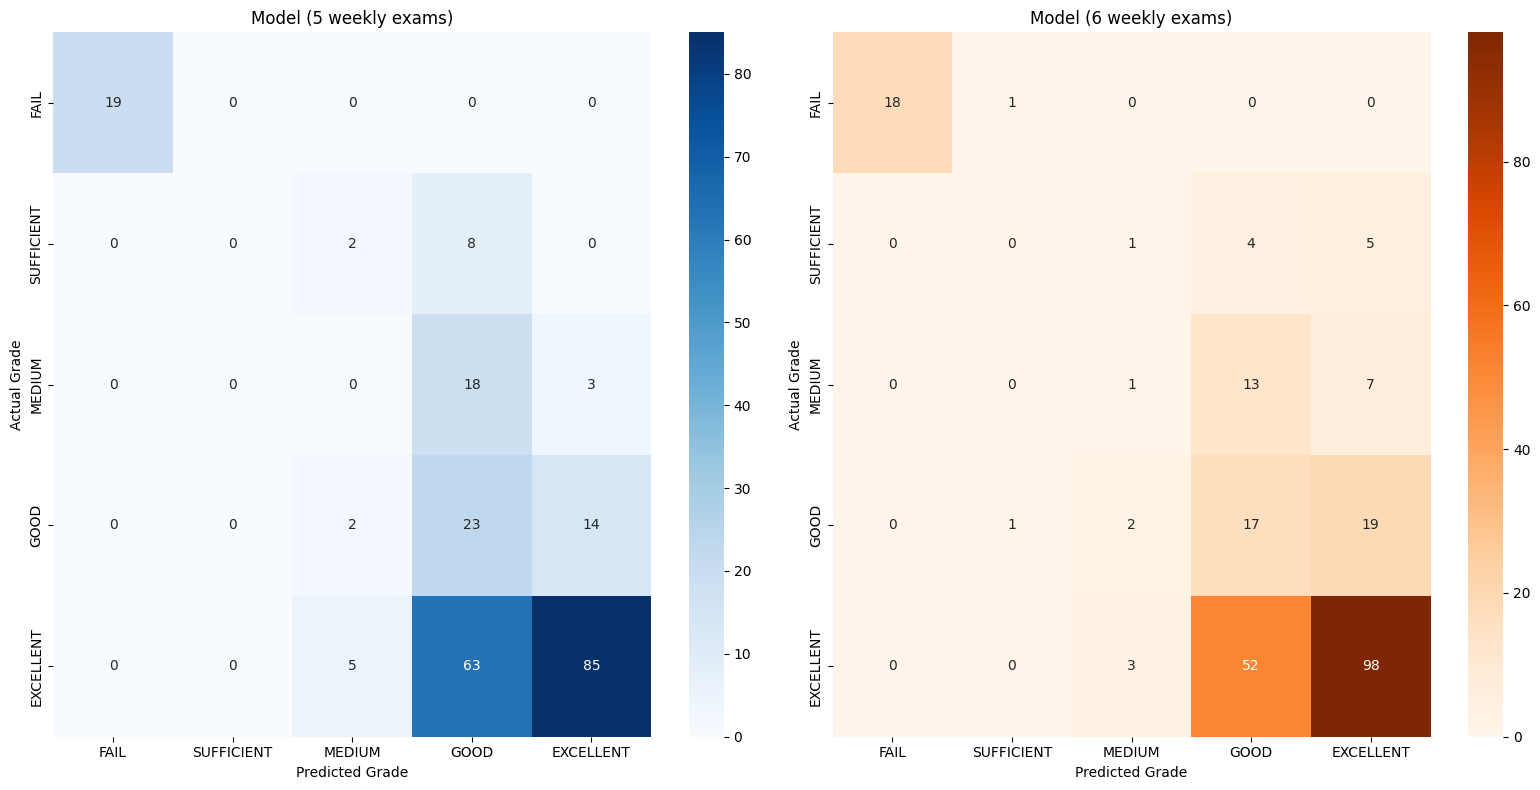 Model (5 weekly exams)
FAIL
19 0 0 0 0
SUFFICIENT
0 0 2 8 0
MEDIUM
0 0 0 18 3
GOOD
0 0 2 23 14
EXCELLENT
0 0 5 63 85
Actual Grade
FAIL SUFFICIENT MEDIUM GOOD EXCELLENT
Predicted Grade
80
70
60
50
40
30
20
10
0
Model (6 weekly exams)
FAIL
18 1 0 0 0
SUFFICIENT
0 0 1 4 5
MEDIUM
0 0 1 13 7
GOOD
0 1 2 17 19
EXCELLENT
0 0 3 52 98
Actual Grade
FAIL SUFFICIENT MEDIUM GOOD EXCELLENT
Predicted Grade
80
60
40
20
0